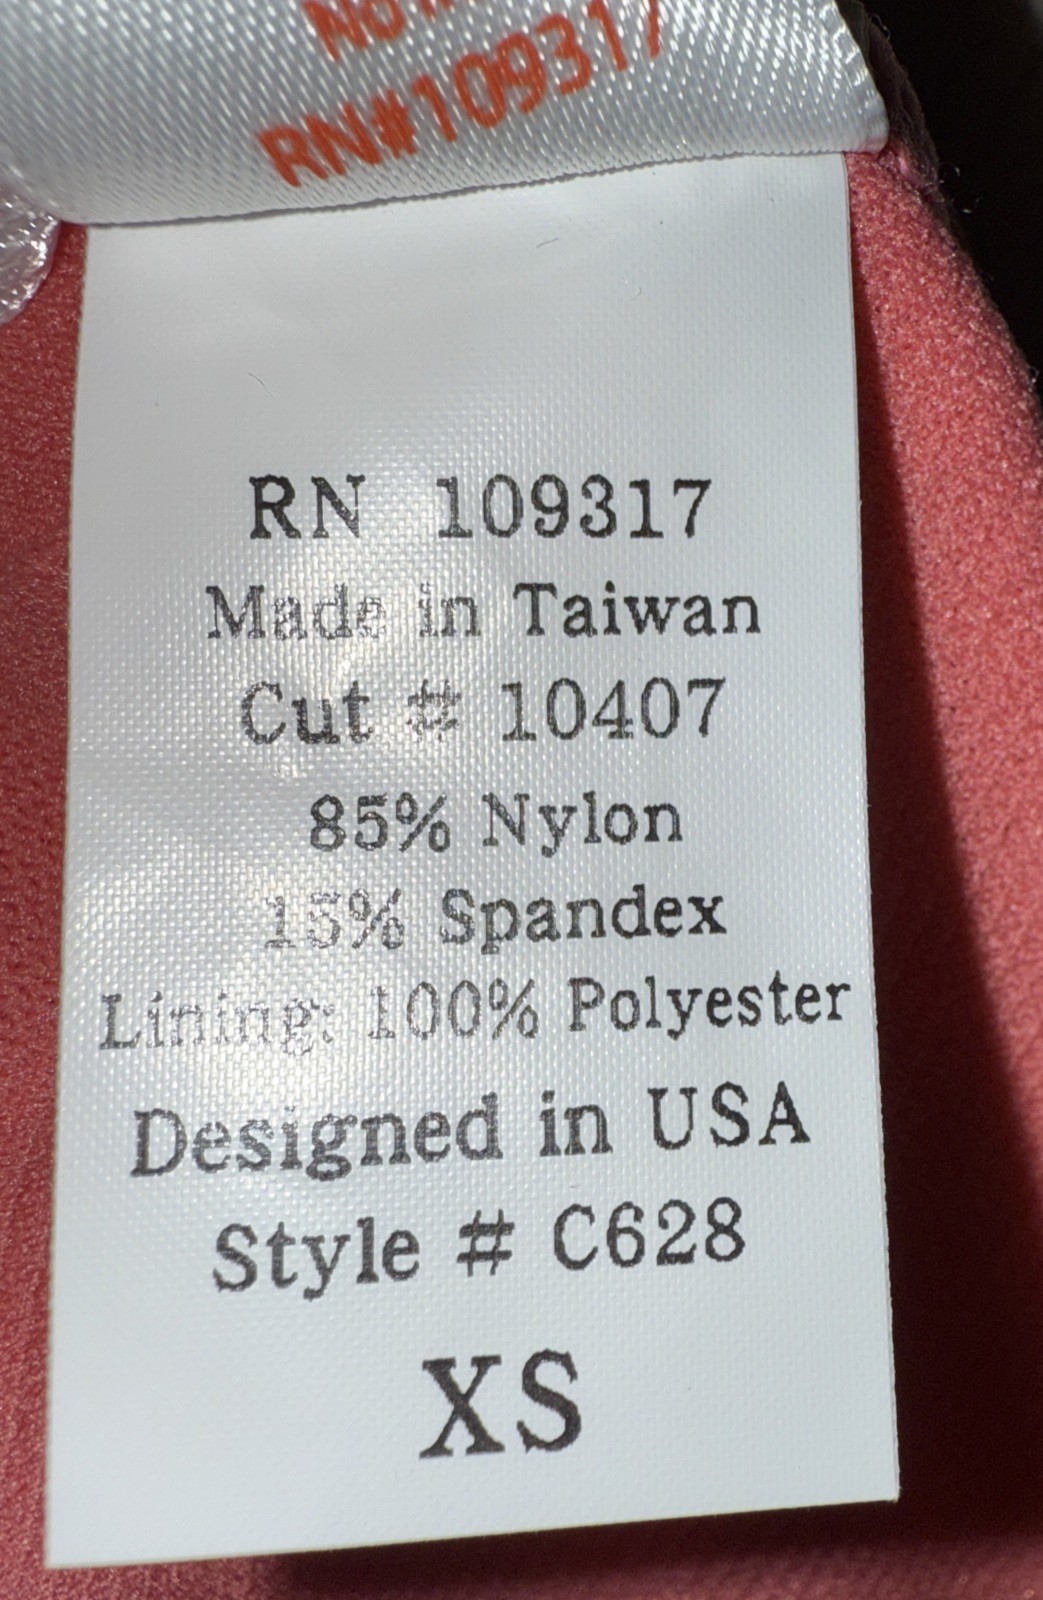 RN#109317
RN 109317
Made in Taiwan
Cut # 10407
85% Nylon
15% Spandex
Lining: 100% Polyester
Designed in USA
Style # C628
XS